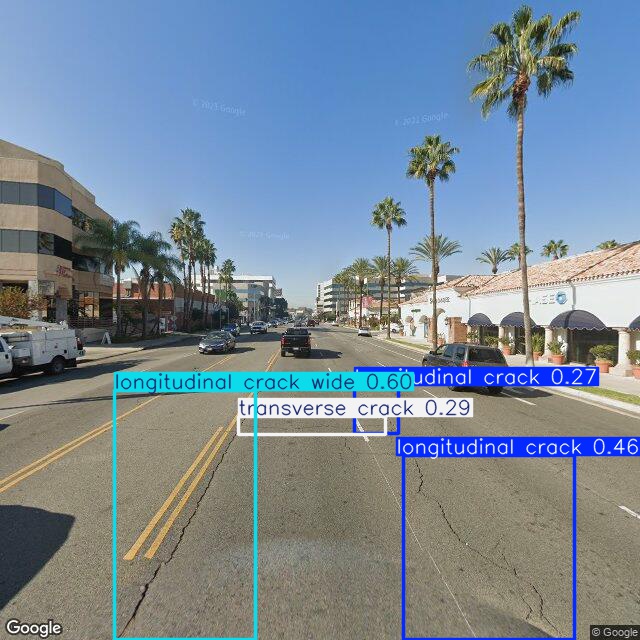 © 2023 Google
© 2021 Google
© 2023 Google
longitudinal crack wide 0.60
udinal crack 0.27
transverse crack 0.29
longitudinal crack 0.46
Google
© Google